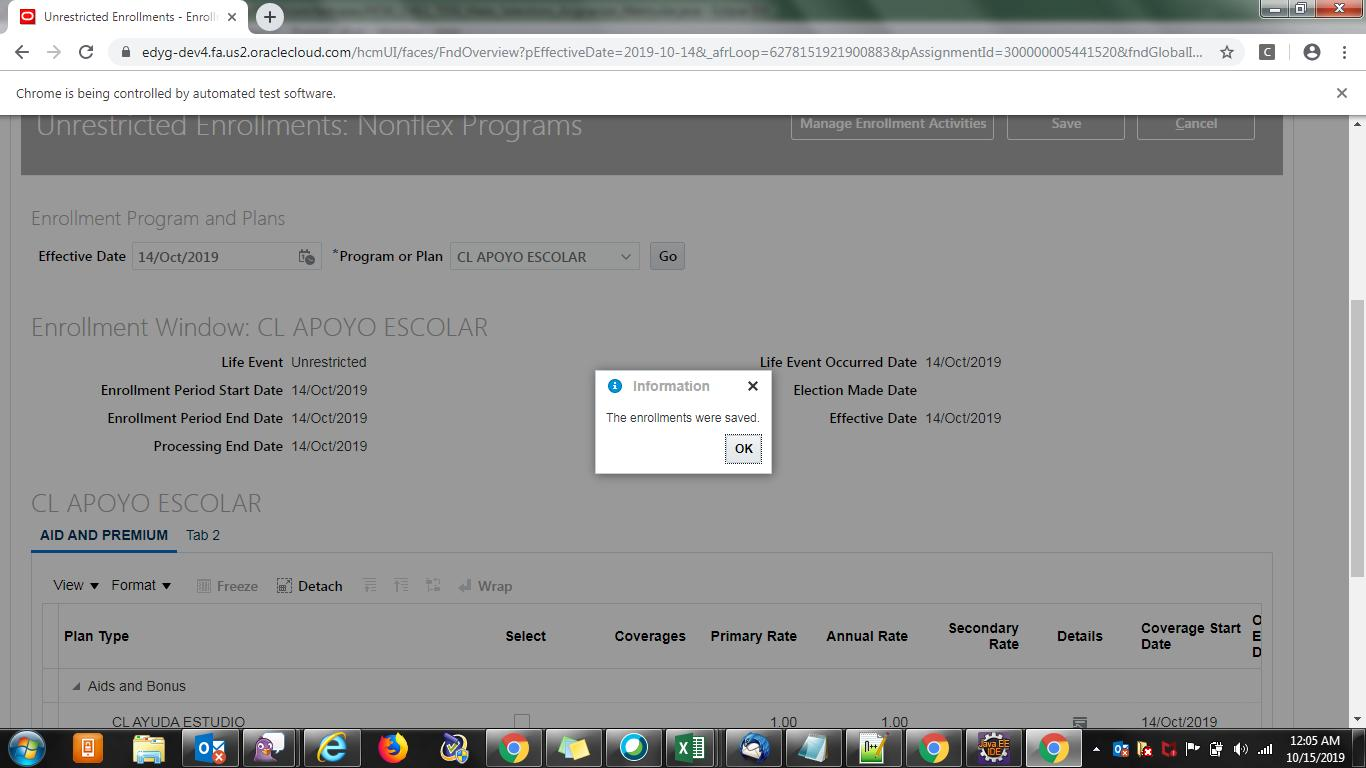 Unrestricted Enrollments - Enroll
edyg-dev4.fa.us2.oraclecloud.com/hcmUI/faces/FndOverview?pEffectiveDate=2019-10-14&_afrLoop=62781519219008​83&pAssignmentId=300000005441520&fndGlobalI...
C
Chrome is being controlled by automated test software.
Unrestricted Enrollments: Nonflex Programs
Manage Enrollment Activities Save Cancel
Enrollment Program and Plans
Effective Date 14/Oct/2019 *Program or Plan CL APOYO ESCOLAR Go
Enrollment Window: CL APOYO ESCOLAR
Life Event Unrestricted
Enrollment Period Start Date 14/Oct/2019
Enrollment Period End Date 14/Oct/2019
Processing End Date 14/Oct/2019
Life Event Occurred Date 14/Oct/2019
Election Made Date
Effective Date 14/Oct/2019
Information
The enrollments were saved.
OK
CL APOYO ESCOLAR
AID AND PREMIUM Tab 2
View Format Freeze Detach Wrap
Plan Type Select Coverages Primary Rate Annual Rate Secondary Rate Details Coverage Start Date
Aids and Bonus
CL AYUDA ESTUDIO 1.00 1.00 14/Oct/2019
N++
Java EE
IDE
12:05 AM
10/15/2019